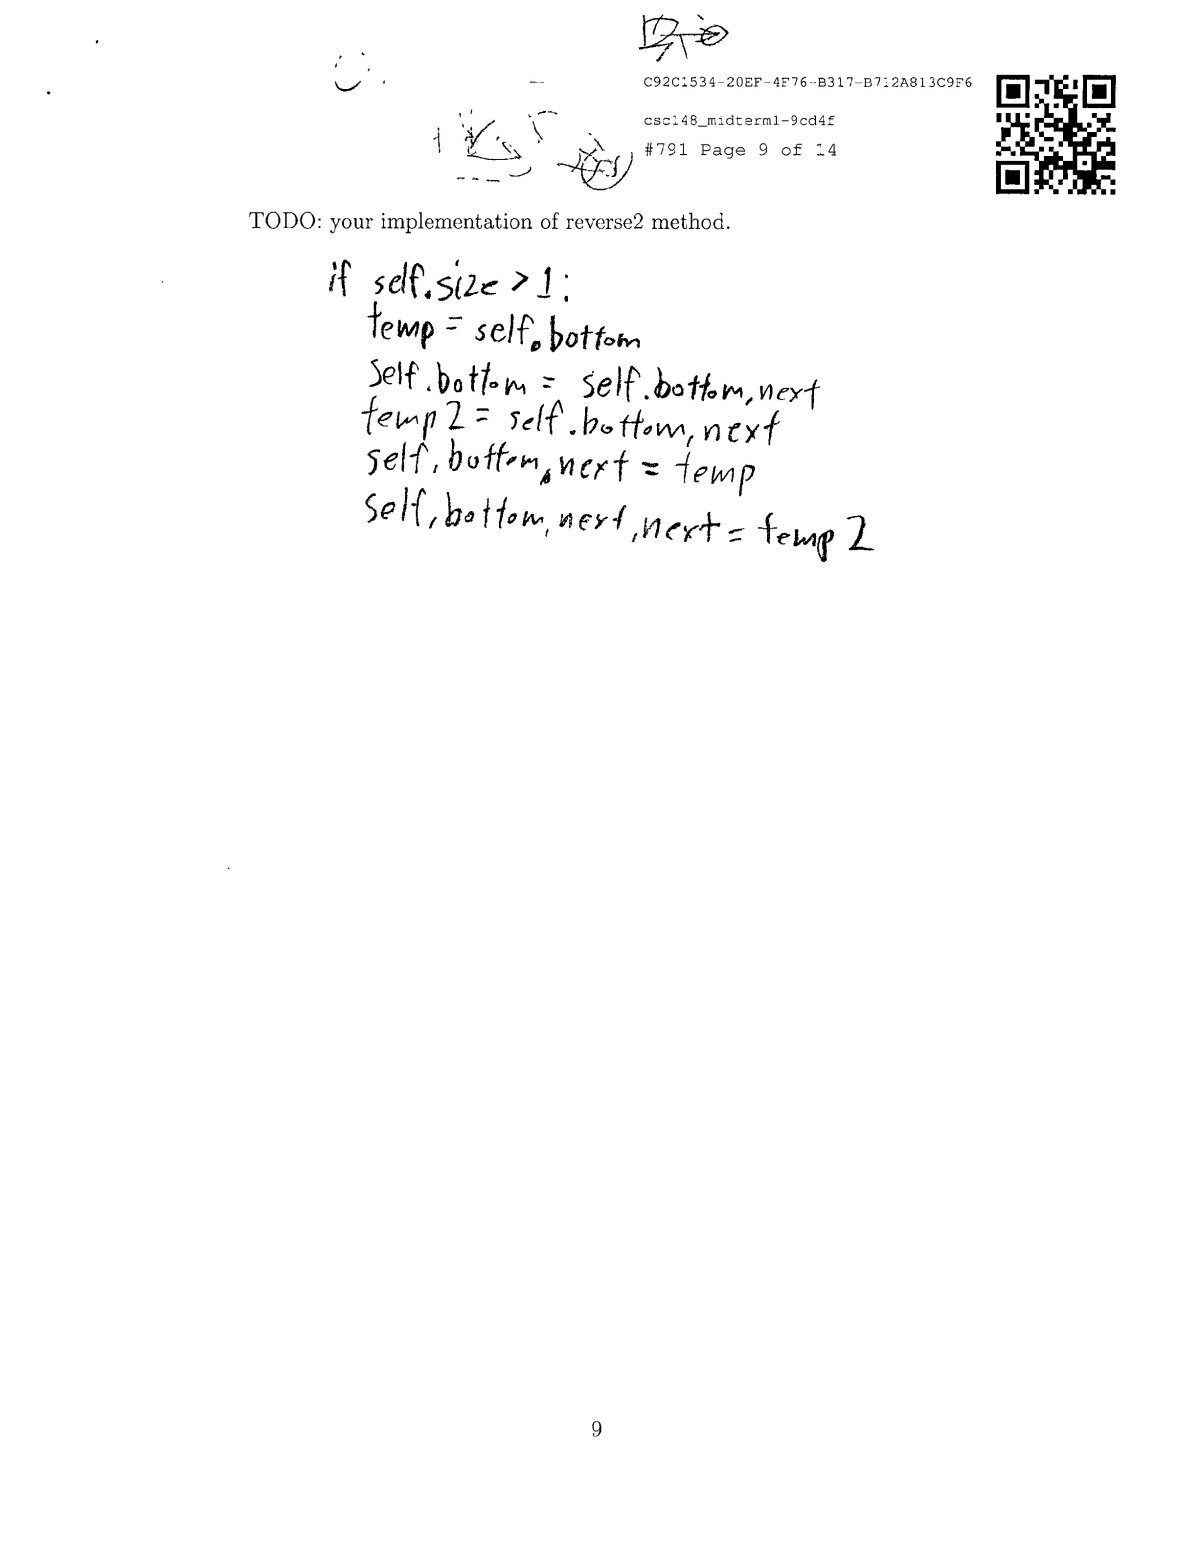 C92C1534-20EF-4F76-B317-B712A813C9F6
csc148_midterm1-9cd4f
#791 Page 9 of 14
TODO: your implementation of reverse2 method.
if self.size > 1:
temp = self.bottom
self.bottom = self.bottom.next
temp2 = self.bottom.next
self.bottom.next = temp
self.bottom.next.next = temp2
9